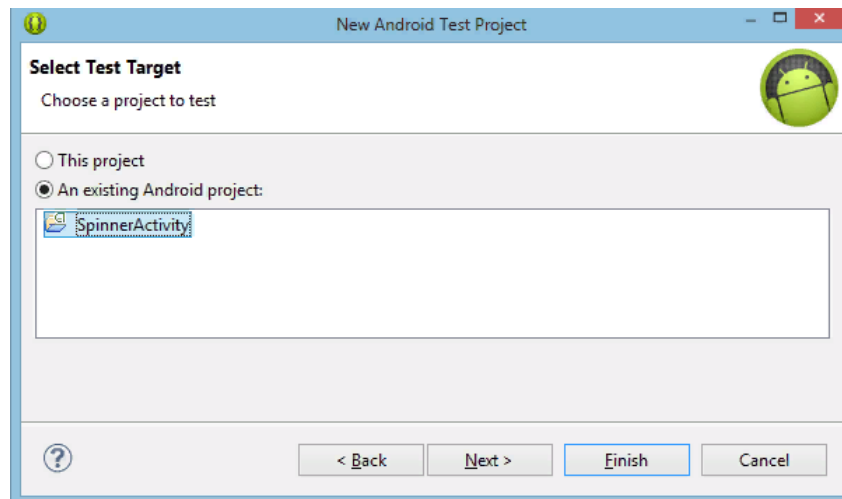 New Android Test Project
Select Test Target
Choose a project to test
This project
An existing Android project:
SpinnerActivity
? < Back Next > Finish Cancel